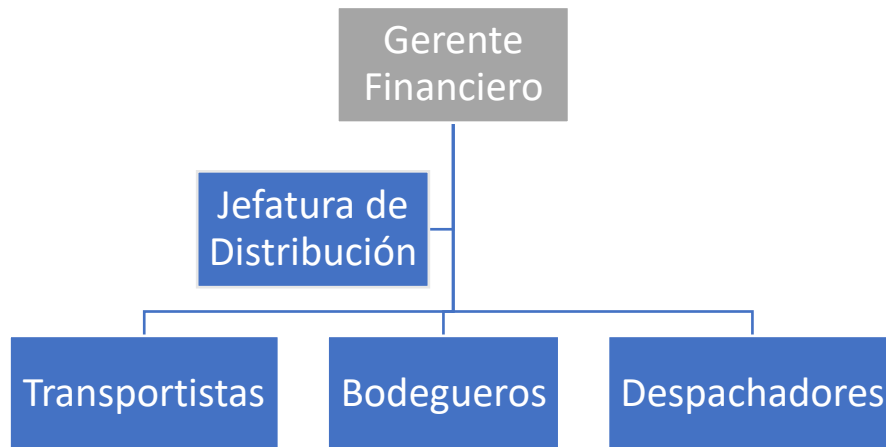 Gerente
Financiero
Jefatura de
Distribución
Transportistas
Bodegueros
Despachadores